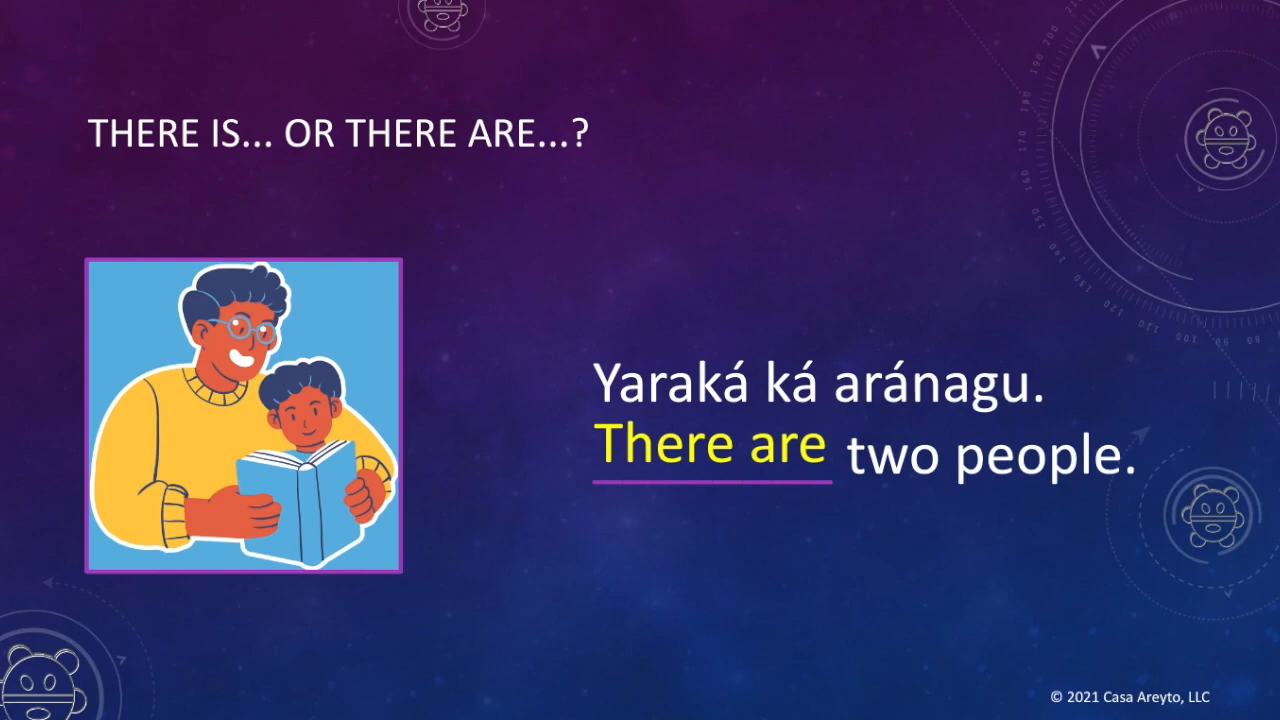 THERE IS... OR THERE ARE...?
Yaraká ká aránagu.
There are two people.
© 2021 Casa Areyto, LLC